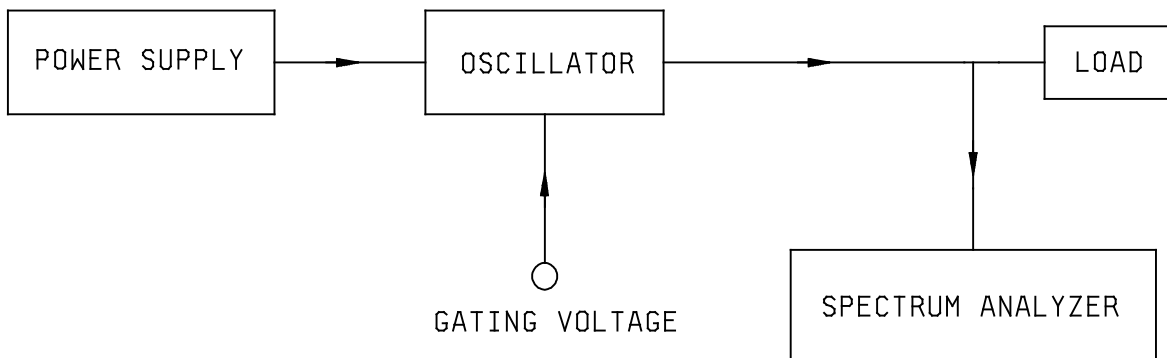 POWER SUPPLY
OSCILLATOR
LOAD
GATING VOLTAGE
SPECTRUM ANALYZER